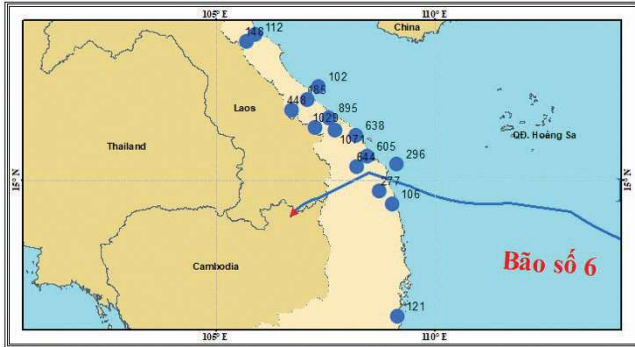 105°E
110°E
China
148
112
102
185
448
895
1029
1071
638
605
644
296
277
106
121
Laos
Thailand
Cambodia
QĐ. Hoàng Sa
15°N
15°N
Bão số 6
105°E
110°E